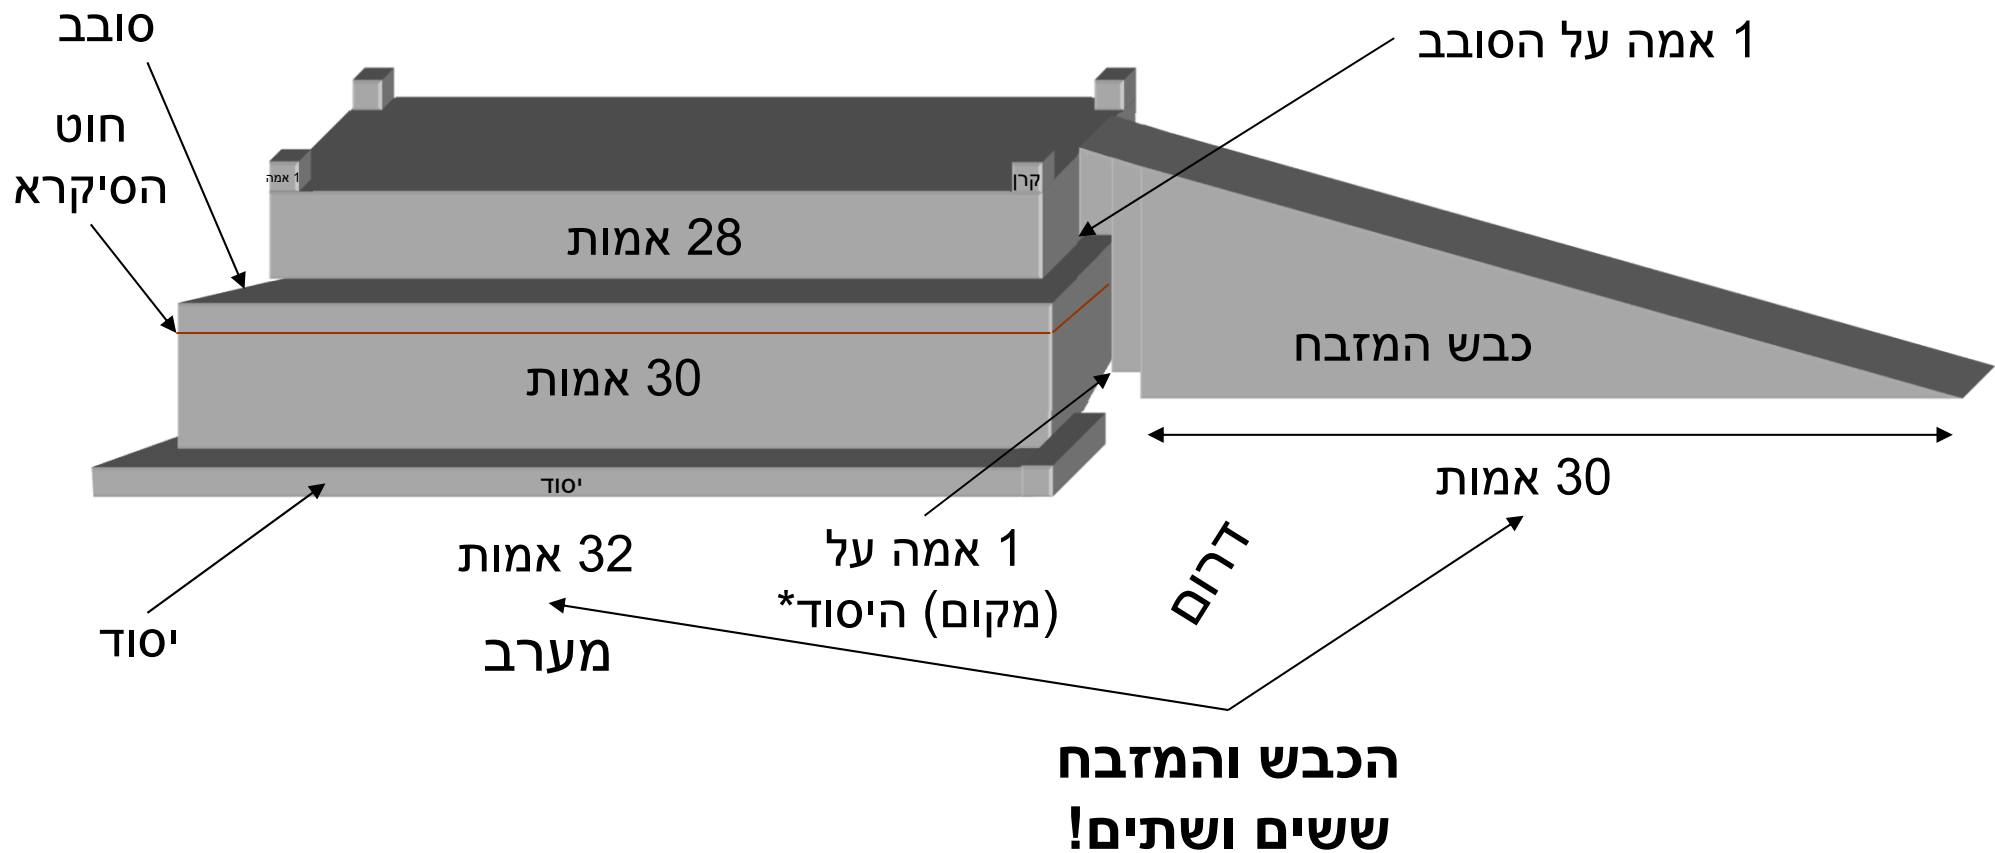 סובב
1 אמה על הסובב
חוט
הסיקרא
1 אמה
קרן
28 אמות
30 אמות
כבש המזבח
יסוד
30 אמות
32 אמות
1 אמה על
(מקום) היסוד*
דרום
יסוד
מערב
הכבש והמזבח
ששים ושתים!